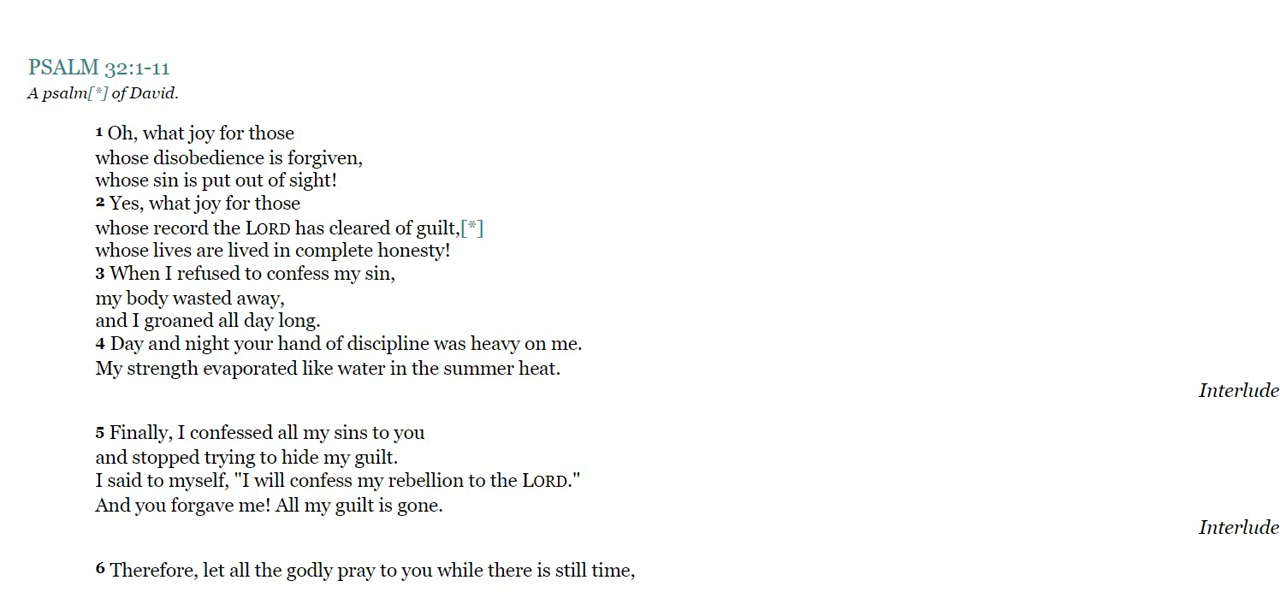 PSALM 32:1-11
A psalm[*] of David.
1 Oh, what joy for those
whose disobedience is forgiven,
whose sin is put out of sight!
2 Yes, what joy for those
whose record the LORD has cleared of guilt,[*]
whose lives are lived in complete honesty!
3 When I refused to confess my sin,
my body wasted away,
and I groaned all day long.
4 Day and night your hand of discipline was heavy on me.
My strength evaporated like water in the summer heat.
Interlude
5 Finally, I confessed all my sins to you
and stopped trying to hide my guilt.
I said to myself, "I will confess my rebellion to the LORD."
And you forgave me! All my guilt is gone.
Interlude
6 Therefore, let all the godly pray to you while there is still time,